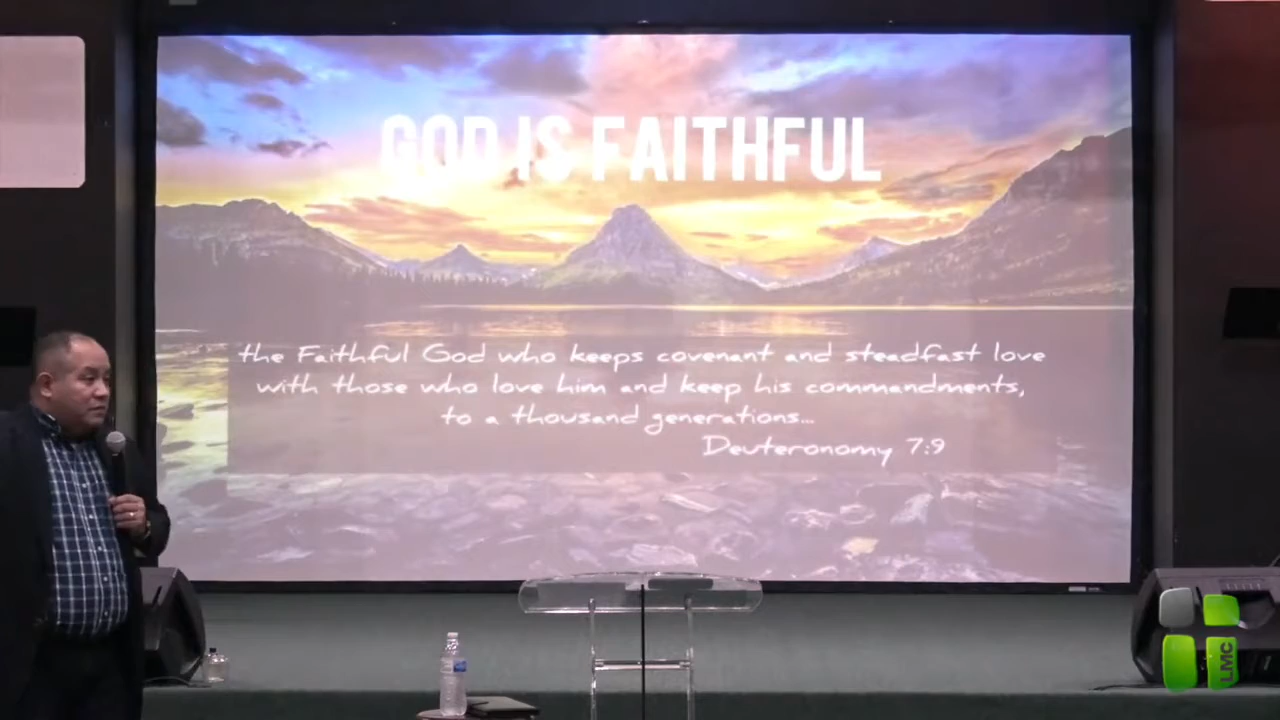 GOD IS FAITHFUL
the Faithful God who keeps covenant and steadfast love
with those who love him and keep his commandments,
to a thousand generations...
Deuteronomy 7:9
LMC